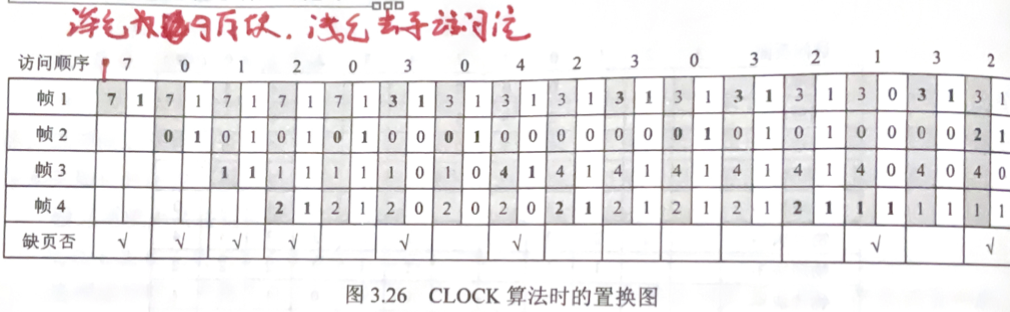 深色为内存块，浅色表示访问位
访问顺序 7 0 1 2 0 3 0 4 2 3 0 3 2 1 3 2
帧1 7 1 7 1 7 1 7 1 7 1 3 1 3 1 3 1 3 1 3 1 3 1 3 1 3 1 3 0 3 1 3 1
帧2 0 1 0 1 0 1 0 1 0 0 0 1 0 0 0 0 0 0 0 1 0 1 0 1 0 0 0 0 2 1
帧3 1 1 1 1 1 1 1 0 1 0 4 1 4 1 4 1 4 1 4 1 4 1 4 0 4 0 4 0
帧4 2 1 2 1 2 0 2 0 2 0 2 1 2 1 2 1 2 1 2 1 1 1 1 1 1 1
缺页否 √ √ √ √ √ √ √ √
图 3.26 CLOCK 算法时的置换图